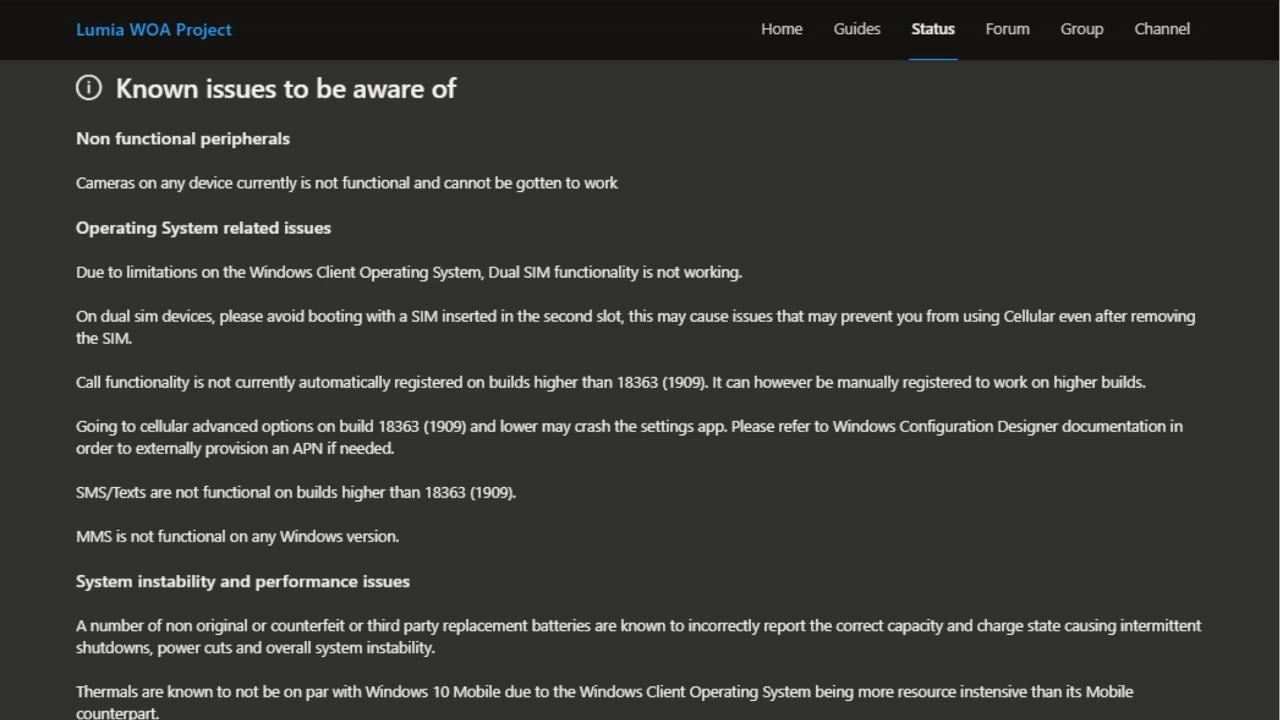 Lumia WOA Project
Home Guides Status Forum Group Channel
Known issues to be aware of
Non functional peripherals
Cameras on any device currently is not functional and cannot be gotten to work
Operating System related issues
Due to limitations on the Windows Client Operating System, Dual SIM functionality is not working.
On dual sim devices, please avoid booting with a SIM inserted in the second slot, this may cause issues that may prevent you from using Cellular even after removing
the SIM.
Call functionality is not currently automatically registered on builds higher than 18363 (1909). It can however be manually registered to work on higher builds.
Going to cellular advanced options on build 18363 (1909) and lower may crash the settings app. Please refer to Windows Configuration Designer documentation in
order to externally provision an APN if needed.
SMS/Texts are not functional on builds higher than 18363 (1909).
MMS is not functional on any Windows version.
System instability and performance issues
A number of non original or counterfeit or third party replacement batteries are known to incorrectly report the correct capacity and charge state causing intermittent
shutdowns, power cuts and overall system instability.
Thermals are known to not be on par with Windows 10 Mobile due to the Windows Client Operating System being more resource instensive than its Mobile
counterpart.